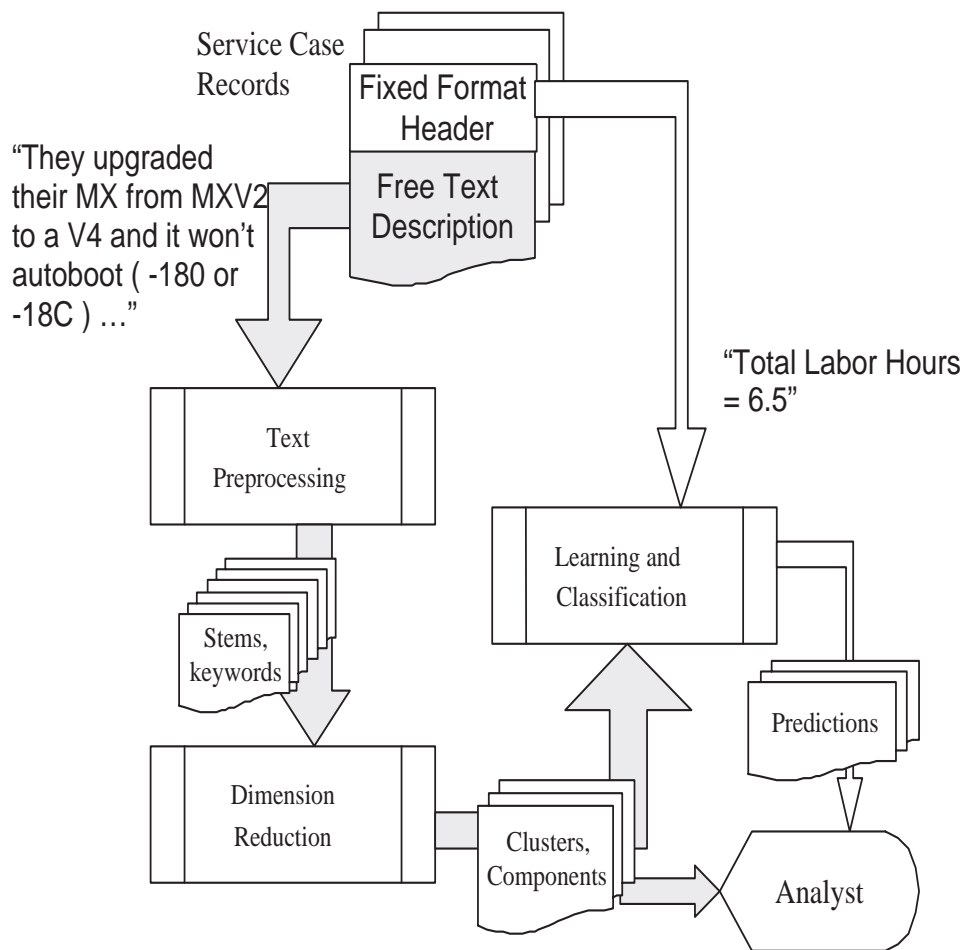 Service Case
Records
Fixed Format
Header
“They upgraded
their MX from MXV2
to a V4 and it won’t
autoboot ( -180 or
-18C ) …”
Free Text
Description
“Total Labor Hours
= 6.5”
Text
Preprocessing
Learning and
Classification
Stems,
keywords
Predictions
Dimension
Reduction
Clusters,
Components
Analyst